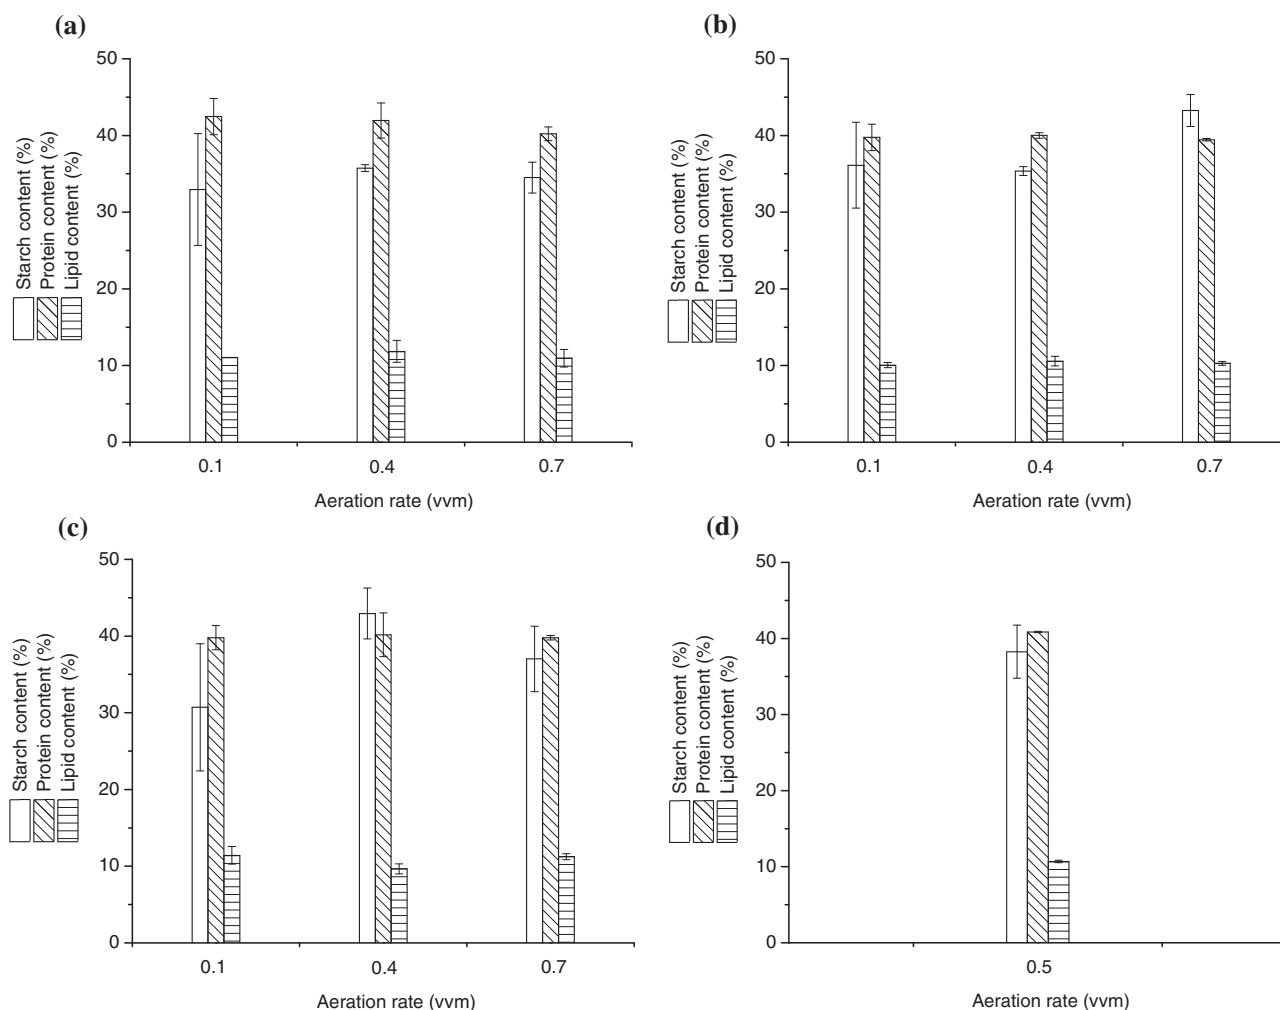 (a)
50
40
30
20
10
0
Starch content (%)
Protein content (%)
Lipid content (%)
0.1 0.4 0.7
Aeration rate (vvm)
(b)
50
40
30
20
10
0
Starch content (%)
Protein content (%)
Lipid content (%)
0.1 0.4 0.7
Aeration rate (vvm)
(c)
50
40
30
20
10
0
Starch content (%)
Protein content (%)
Lipid content (%)
0.1 0.4 0.7
Aeration rate (vvm)
(d)
50
40
30
20
10
0
Starch content (%)
Protein content (%)
Lipid content (%)
0.5
Aeration rate (vvm)